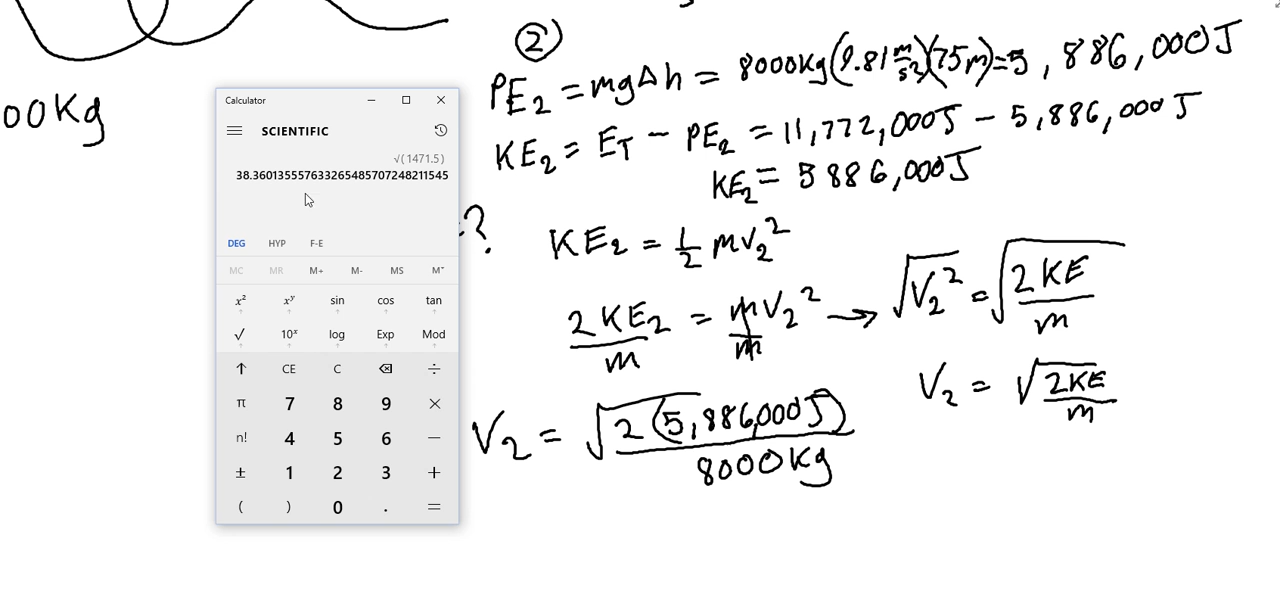 ②
PE₂ = mgΔh = 8000kg(9.81 m/s²)(75m) = 5,886,000J
KE₂ = E_T − PE₂ = 11,772,000J − 5,886,000J
KE₂ = 5 886,000J
00Kg
?
KE₂ = 1/2 mV₂²
2KE₂/m = mV₂²/m → √V₂² = √(2KE/m)
V₂ = √(2KE/m)
V₂ = √(2(5,886,000J)/8000Kg)
Calculator
SCIENTIFIC
√(1471.5)
38.360135557633265485707248211545
DEG HYP F-E
MC MR M+ M- MS M˅
x² xʸ sin cos tan
√ 10ˣ log Exp Mod
↑ CE C ⌫ ÷
π 7 8 9 ×
n! 4 5 6 −
± 1 2 3 +
( ) 0 . =